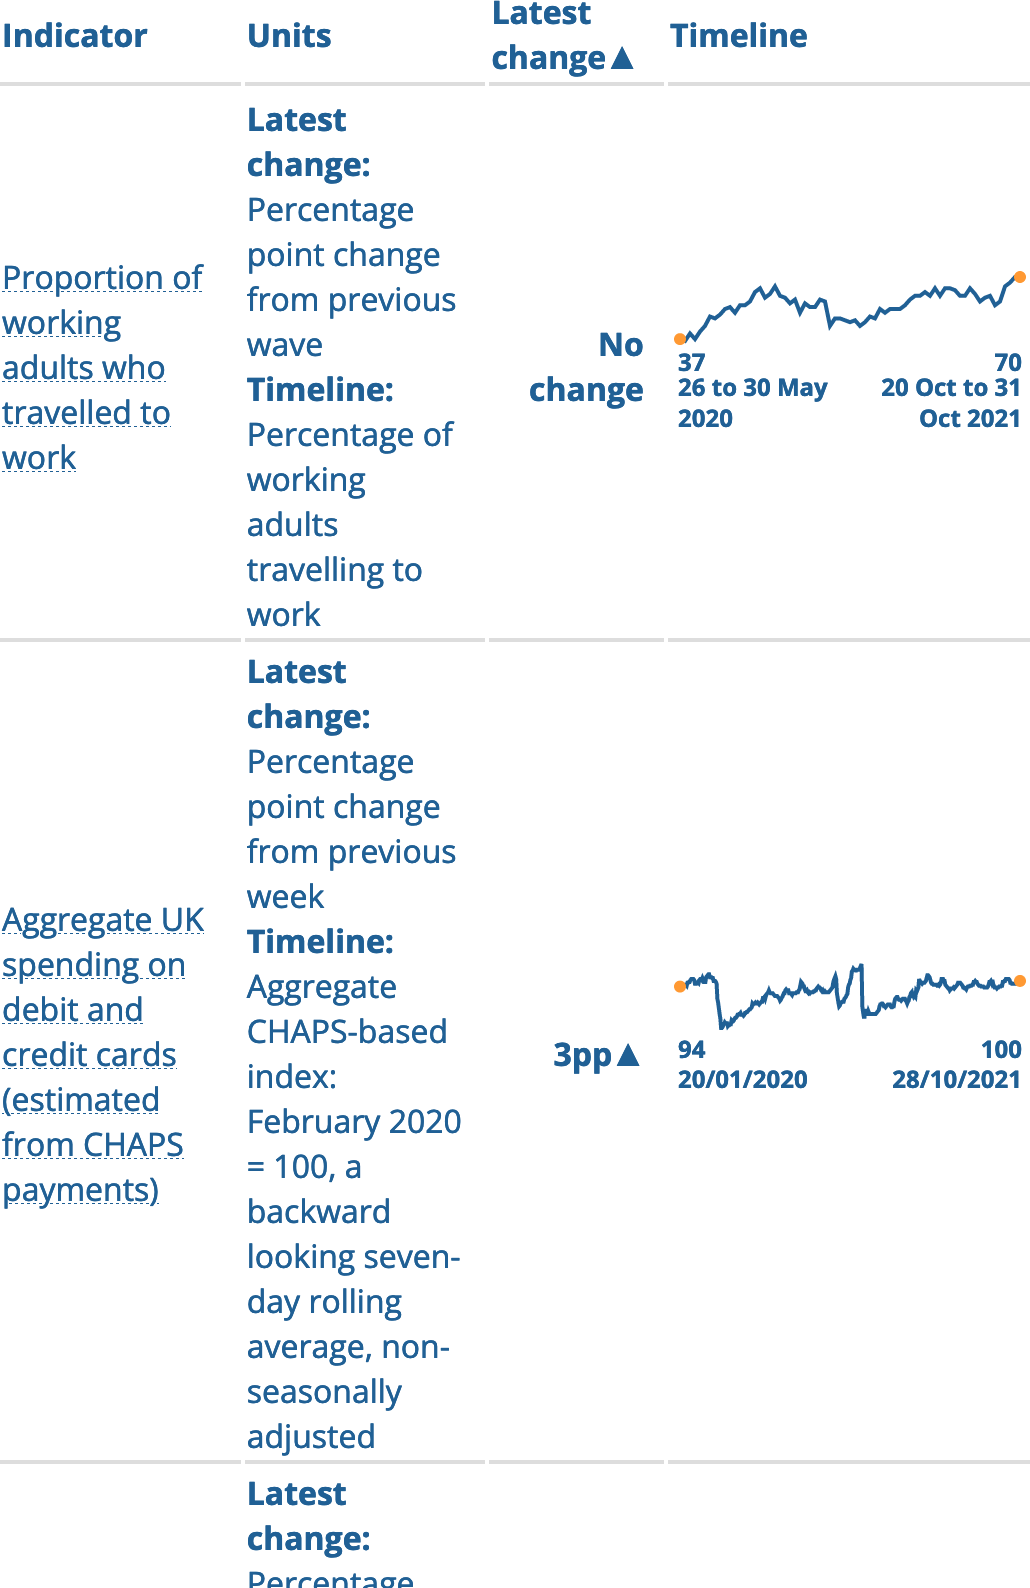 Indicator
Units
Latest
change▲
Timeline
Proportion of
working
adults who
travelled to
work
Latest
change:
Percentage
point change
from previous
wave
Timeline:
Percentage of
working
adults
travelling to
work
No
change
37
26 to 30 May
2020
70
20 Oct to 31
Oct 2021
Aggregate UK
spending on
debit and
credit cards
(estimated
from CHAPS
payments)
Latest
change:
Percentage
point change
from previous
week
Timeline:
Aggregate
CHAPS-based
index:
February 2020
= 100, a
backward
looking seven-
day rolling
average, non-
seasonally
adjusted
3pp▲
94
20/01/2020
100
28/10/2021
Latest
change:
Percentage